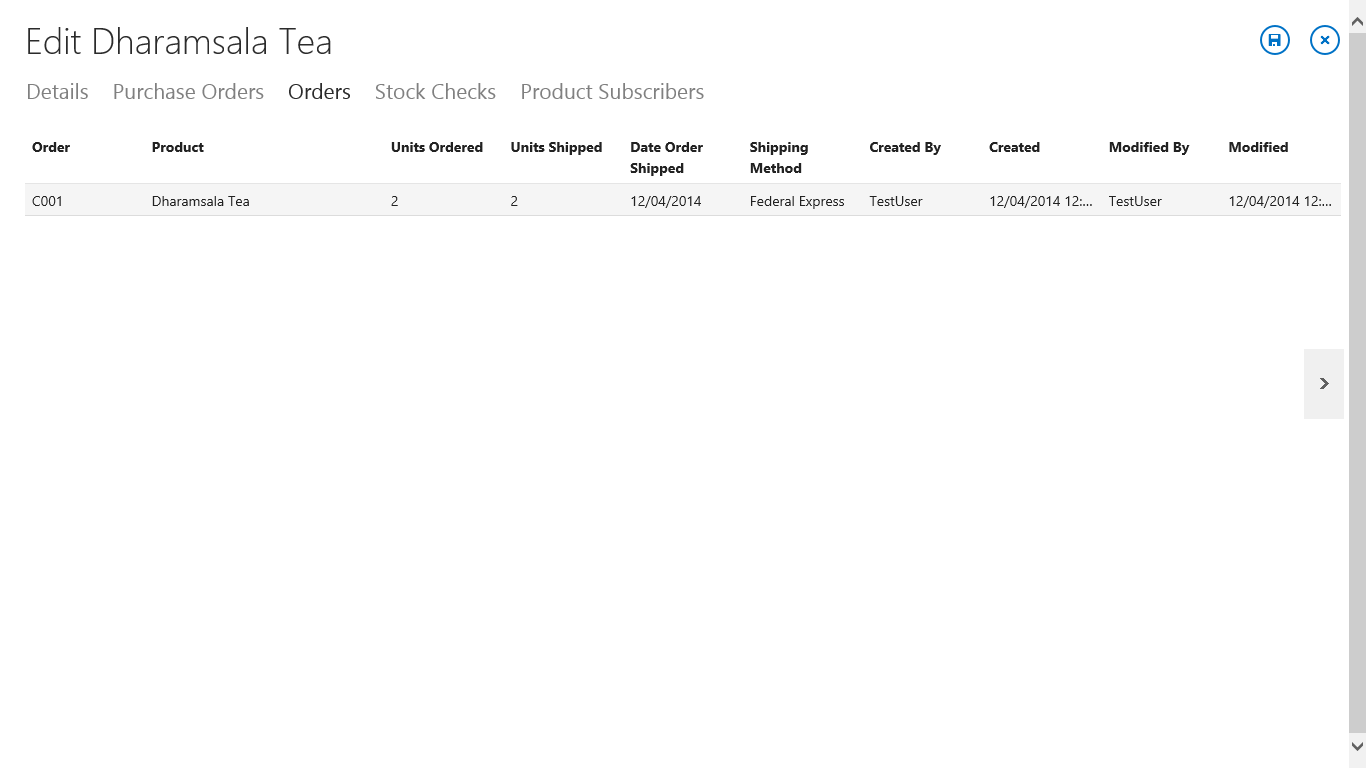 Edit Dharamsala Tea
Details Purchase Orders Orders Stock Checks Product Subscribers
Order Product Units Ordered Units Shipped Date Order Shipped Shipping Method Created By Created Modified By Modified
C001 Dharamsala Tea 2 2 12/04/2014 Federal Express TestUser 12/04/2014 12:... TestUser 12/04/2014 12:...